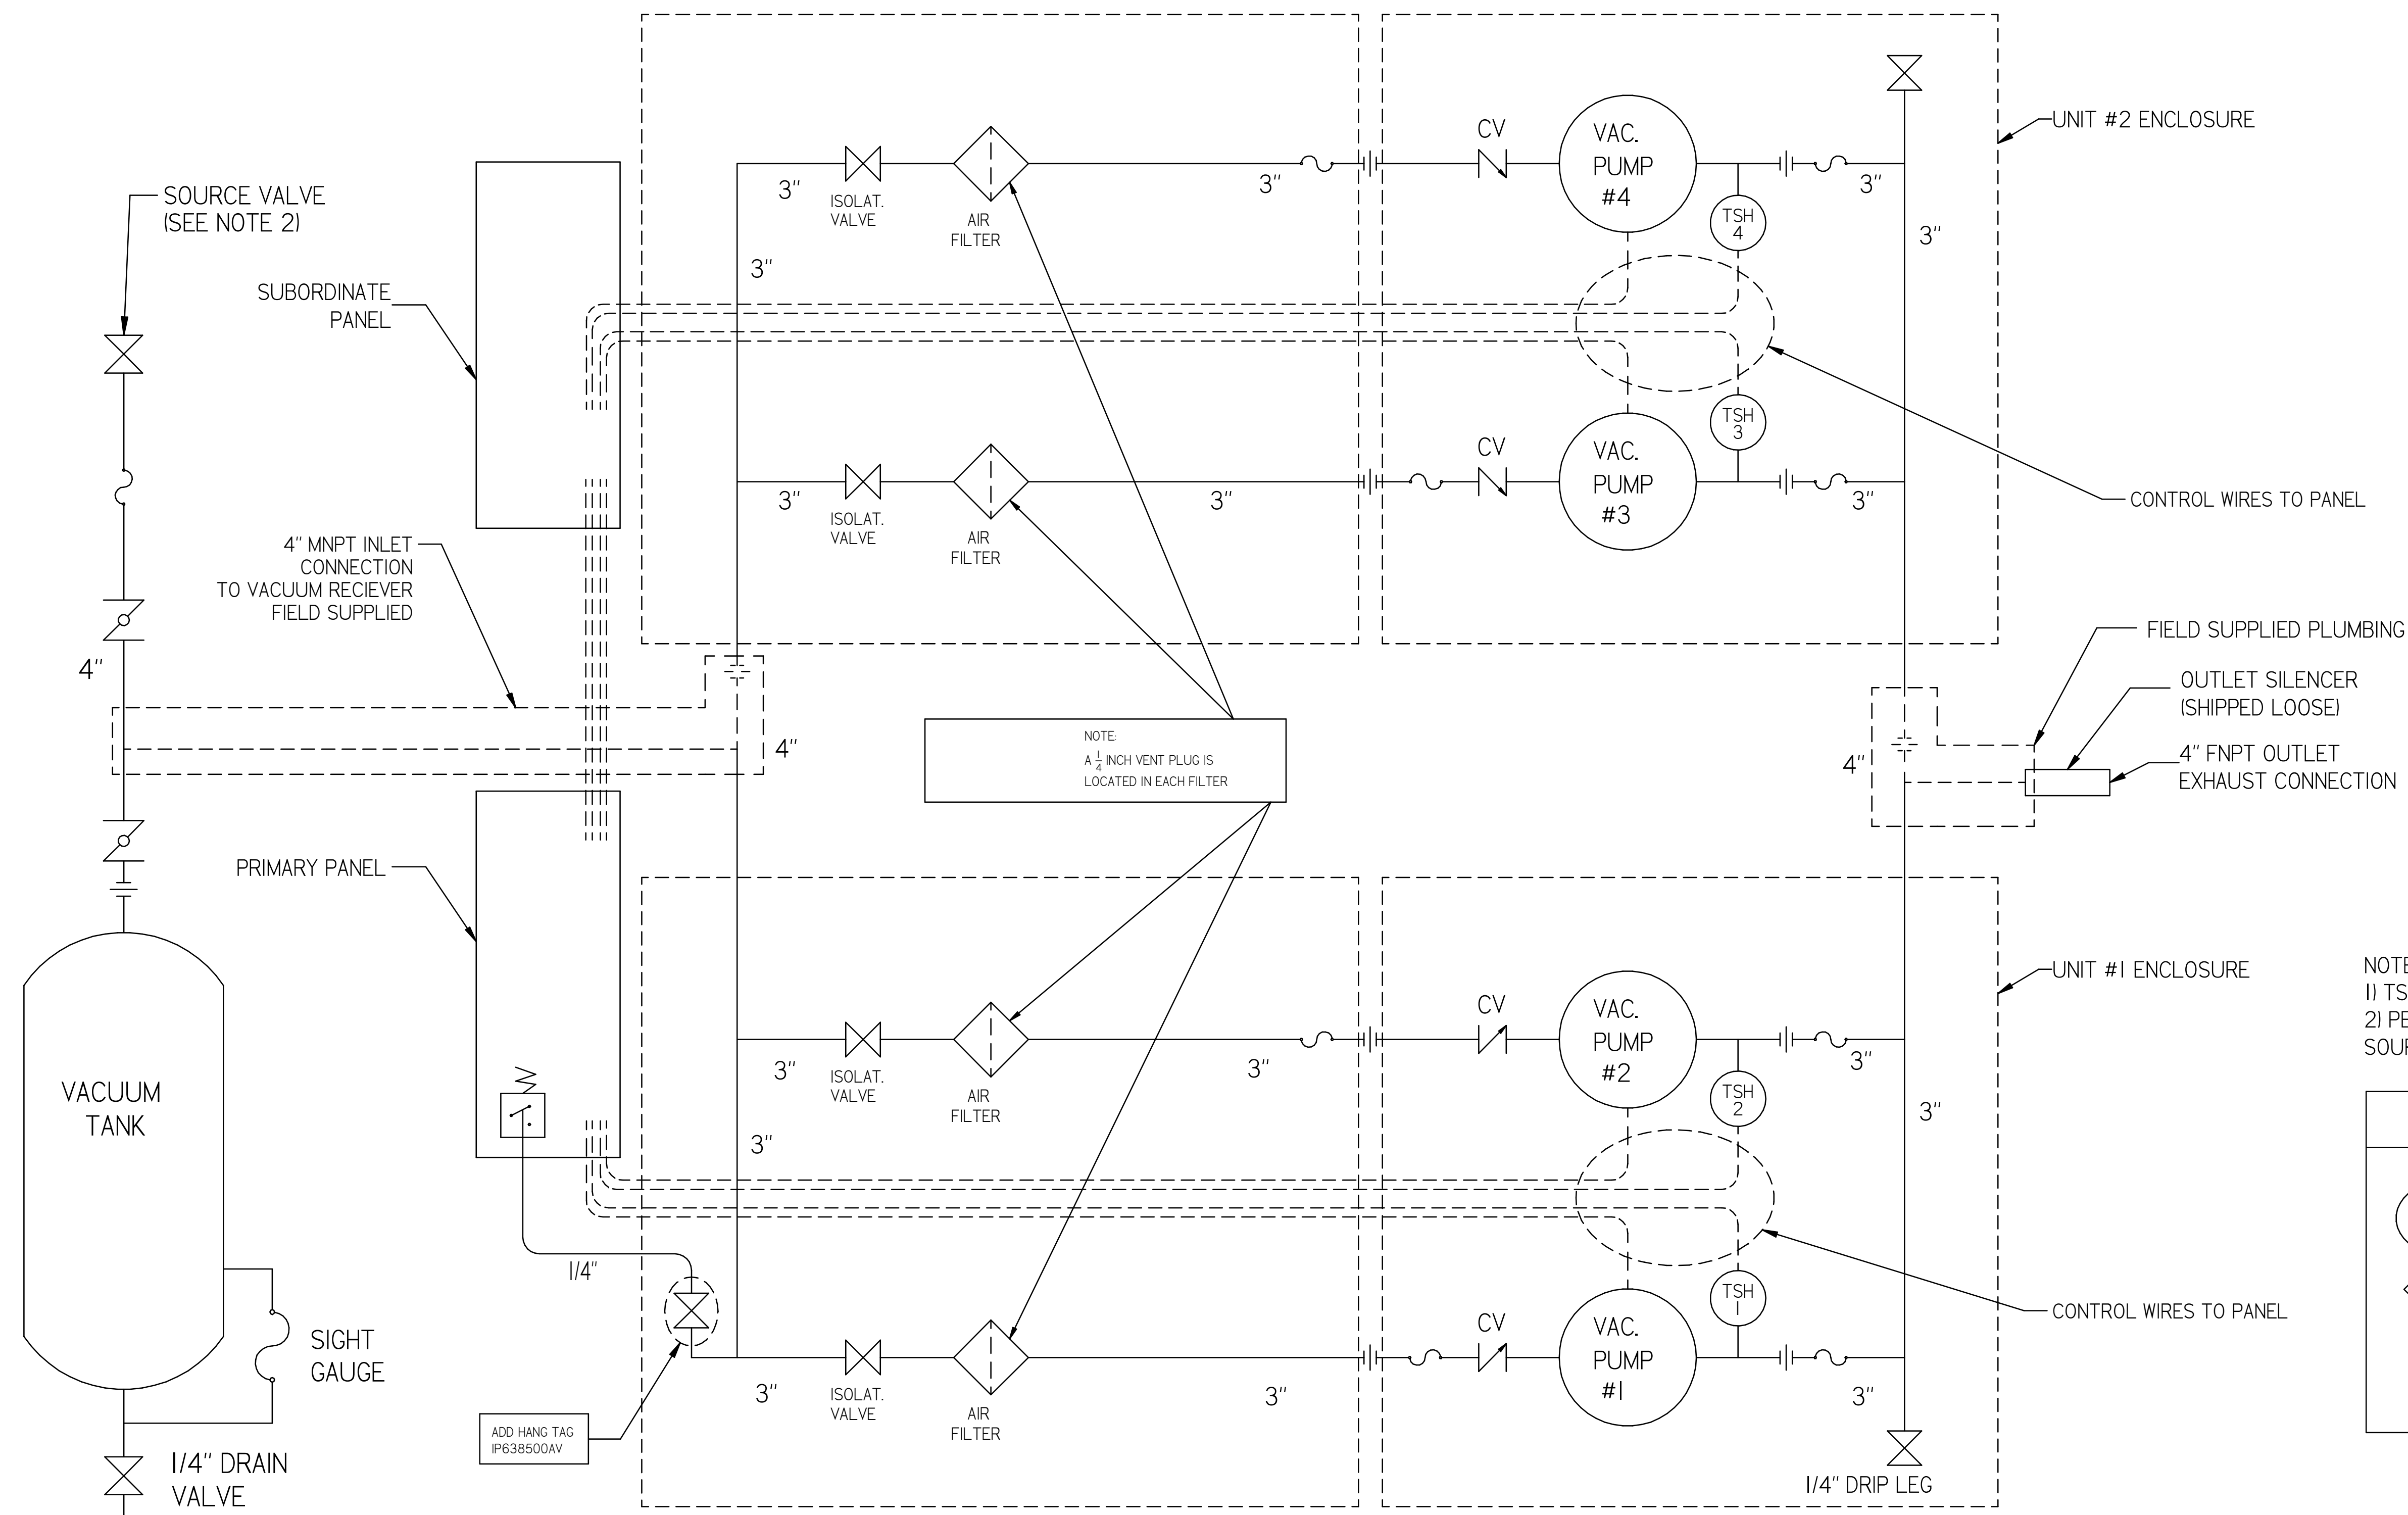 SOURCE VALVE
(SEE NOTE 2)
SUBORDINATE
PANEL
4" MNPT INLET
CONNECTION
TO VACUUM RECIEVER
FIELD SUPPLIED
4"
PRIMARY PANEL
VACUUM
TANK
SIGHT
GAUGE
1/4" DRAIN
VALVE
ADD HANG TAG
IP638500AV
1/4"
3"
ISOLAT.
VALVE
AIR
FILTER
3"
CV
VAC.
PUMP
#4
TSH
4
3"
3"
3"
UNIT #2 ENCLOSURE
3"
ISOLAT.
VALVE
AIR
FILTER
3"
CV
VAC.
PUMP
#3
TSH
3
3"
CONTROL WIRES TO PANEL
4"
NOTE:
A 1/4 INCH VENT PLUG IS
LOCATED IN EACH FILTER
4"
FIELD SUPPLIED PLUMBING
OUTLET SILENCER
(SHIPPED LOOSE)
4" FNPT OUTLET
EXHAUST CONNECTION
3"
ISOLAT.
VALVE
AIR
FILTER
3"
CV
VAC.
PUMP
#2
TSH
2
3"
3"
3"
UNIT #1 ENCLOSURE
3"
ISOLAT.
VALVE
AIR
FILTER
3"
CV
VAC.
PUMP
#1
TSH
1
3"
CONTROL WIRES TO PANEL
1/4" DRIP LEG
1) TS
2) PE